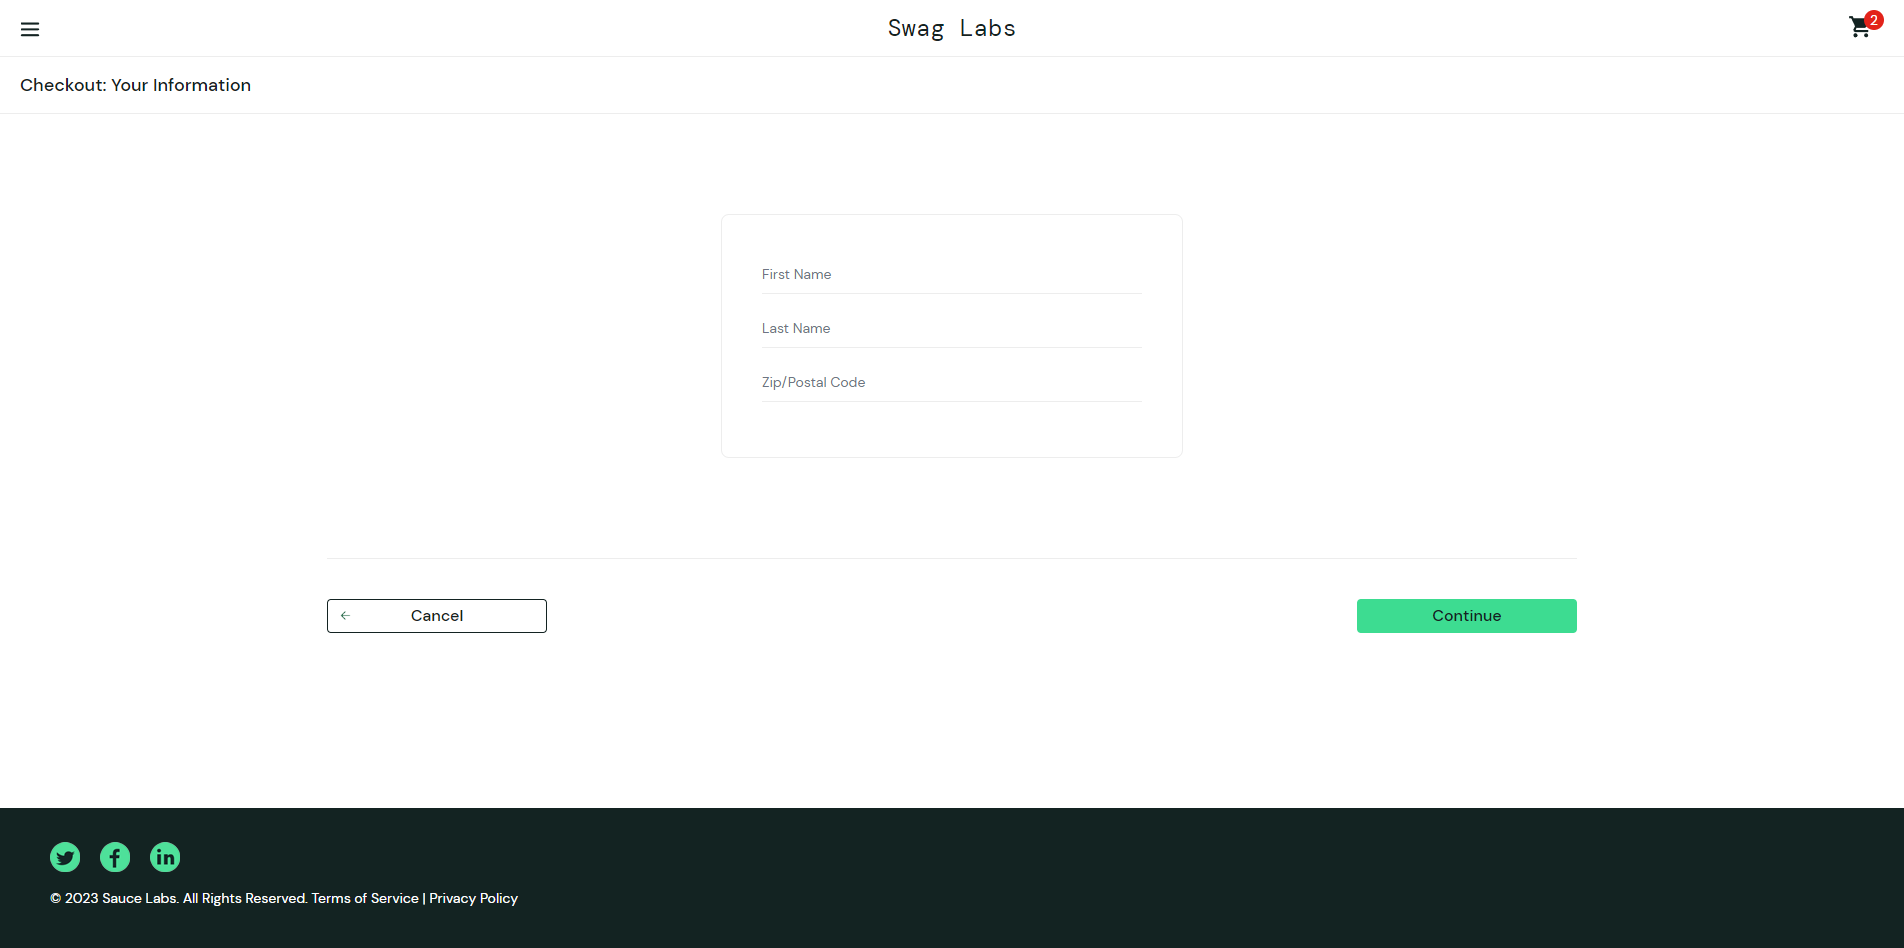 Swag Labs
2
Checkout: Your Information
First Name
Last Name
Zip/Postal Code
Cancel
Continue
© 2023 Sauce Labs. All Rights Reserved. Terms of Service | Privacy Policy